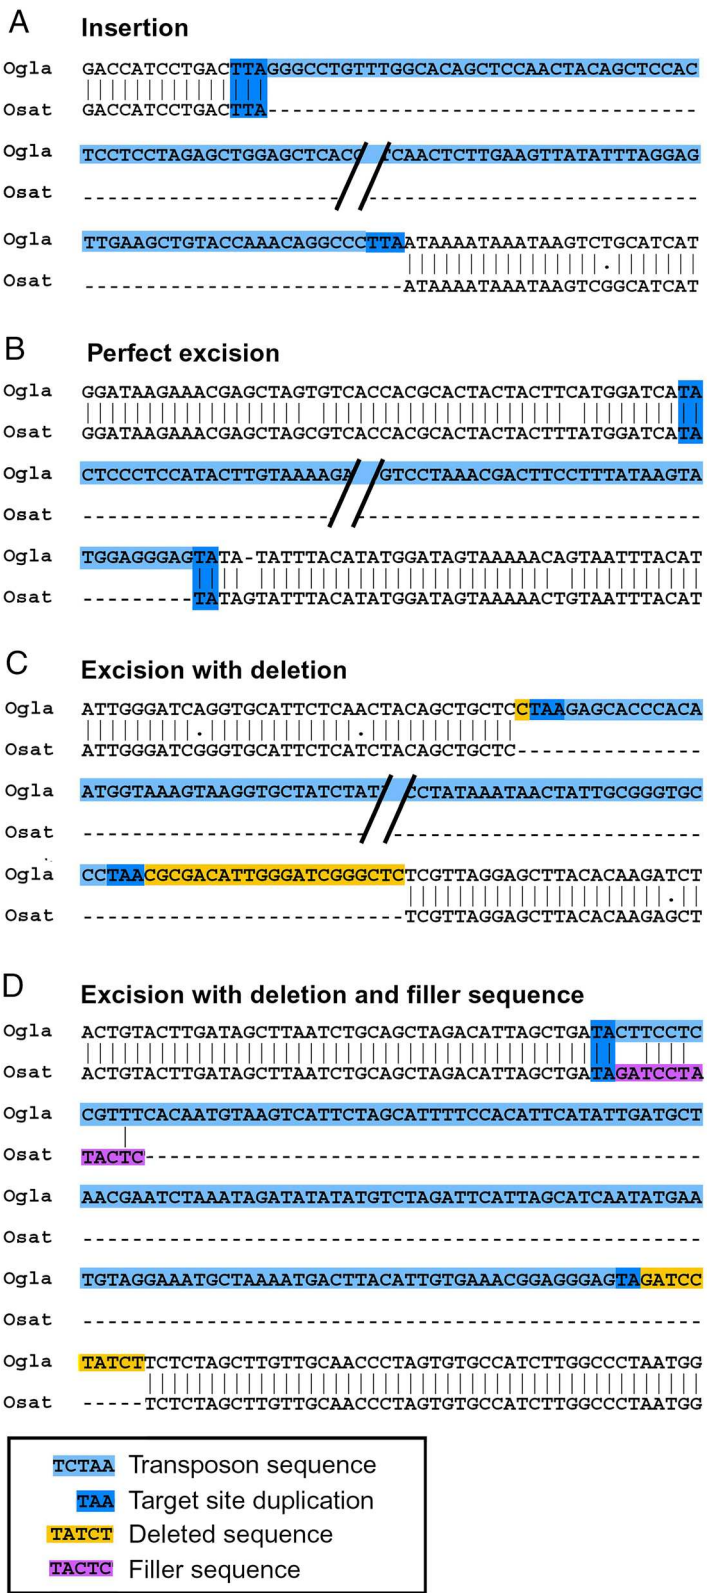 A Insertion
Ogla GACCATCCTGACTTAGGGCCTGTTTGGCACAGCTCCAACTACAGCTCCAC
Osat GACCATCCTGACTTA-----------------------------------
Ogla TCCTCCTAGAGCTGGAGCTCACC // TCAACTCTTGAAGTTATATTTAGGAG
Osat --------------------- // --------------------------
Ogla TTGAAGCTGTACCAAACAGGCCCTTAATAAAATAAATAAGTCTGCATCAT
Osat --------------------------ATAAAATAAATAAGTCGGCATCAT
B Perfect excision
Ogla GGATAAGAAACGAGCTAGTGTCACCACGCACTACTACTTCATGGATCATA
Osat GGATAAGAAACGAGCTAGCGTCACCACGCACTACTACTTTATGGATCATA
Ogla CTCCCTCCATACTTGTAAAAGA // GTCCTAAACGACTTCCTTTATAAGTA
Osat -------------------- // ----------------------------
Ogla TGGAGGGAGTATA-TATTTACATATGGATAGTAAAAACAGTAATTTACAT
Osat ---------TATAGTATTTACATATGGATAGTAAAAACTGTAATTTACAT
C Excision with deletion
Ogla ATTGGGATCAGGTGCATTCTCAACTACAGCTGCTCCTAAGAGCACCCACA
Osat ATTGGGATCGGGTGCATTCTCATCTACAGCTGCTC---------------
Ogla ATGGTAAAGTAAGGTGCTATCTAT // CCTATAAATAACTATTGCGGGTGC
Osat ----------------------- // -------------------------
Ogla CCTAACGCGACATTGGGATCGGGCTCTCGTTAGGAGCTTACACAAGATCT
Osat --------------------------TCGTTAGGAGCTTACACAAGAGCT
D Excision with deletion and filler sequence
Ogla ACTGTACTTGATAGCTTAATCTGCAGCTAGACATTAGCTGATACTTCCTC
Osat ACTGTACTTGATAGCTTAATCTGCAGCTAGACATTAGCTGATAGATCCTA
Ogla CGTTTCACAATGTAAGTCATTCTAGCATTTTCCACATTCATATTGATGCT
Osat TACTC---------------------------------------------
Ogla AACGAATCTAAATAGATATATATGTCTAGATTCATTAGCATCAATATGAA
Osat --------------------------------------------------
Ogla TGTAGGAAATGCTAAAATGACTTACATTGTGAAACGGAGGGAGTAGATCC
Osat --------------------------------------------------
Ogla TATCTTCTCTAGCTTGTTGCAACCCTAGTGTGCCATCTTGGCCCTAATGG
Osat -----TCTCTAGCTTGTTGCAACCCTAGTGTGCCATCTTGGCCCTAATGG
TCTAA Transposon sequence
TAA Target site duplication
TATCT Deleted sequence
TACTC Filler sequence